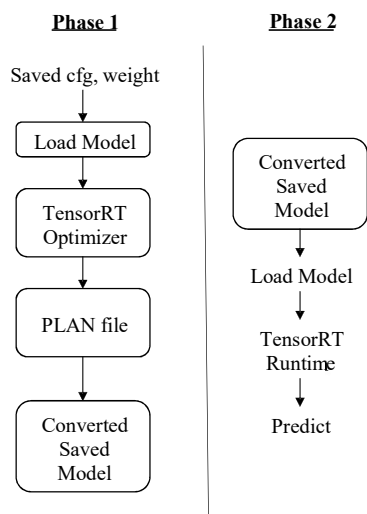 Phase 1
Saved cfg, weight
Load Model
TensorRT
Optimizer
PLAN file
Converted
Saved
Model
Phase 2
Converted
Saved
Model
Load Model
TensorRT
Runtime
Predict